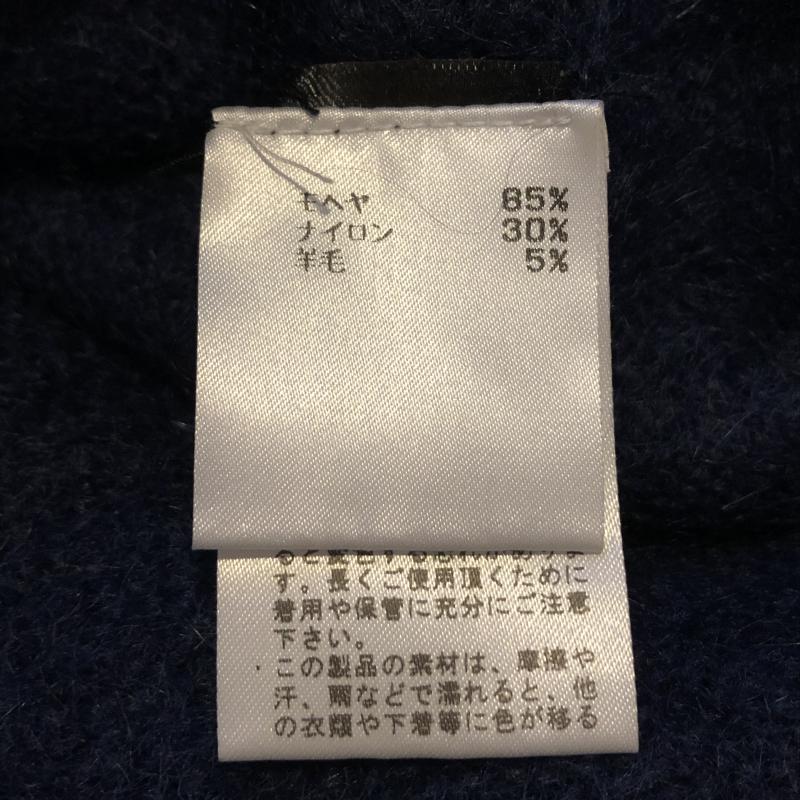 モヘヤ 65%
ナイロン 30%
羊毛 5%
す。長くご使用頂くために
着用や保管に充分にご注意
下さい。
・この製品の素材は、摩擦や
汗、雨などで濡れると、他
の衣類や下着等に色が移る